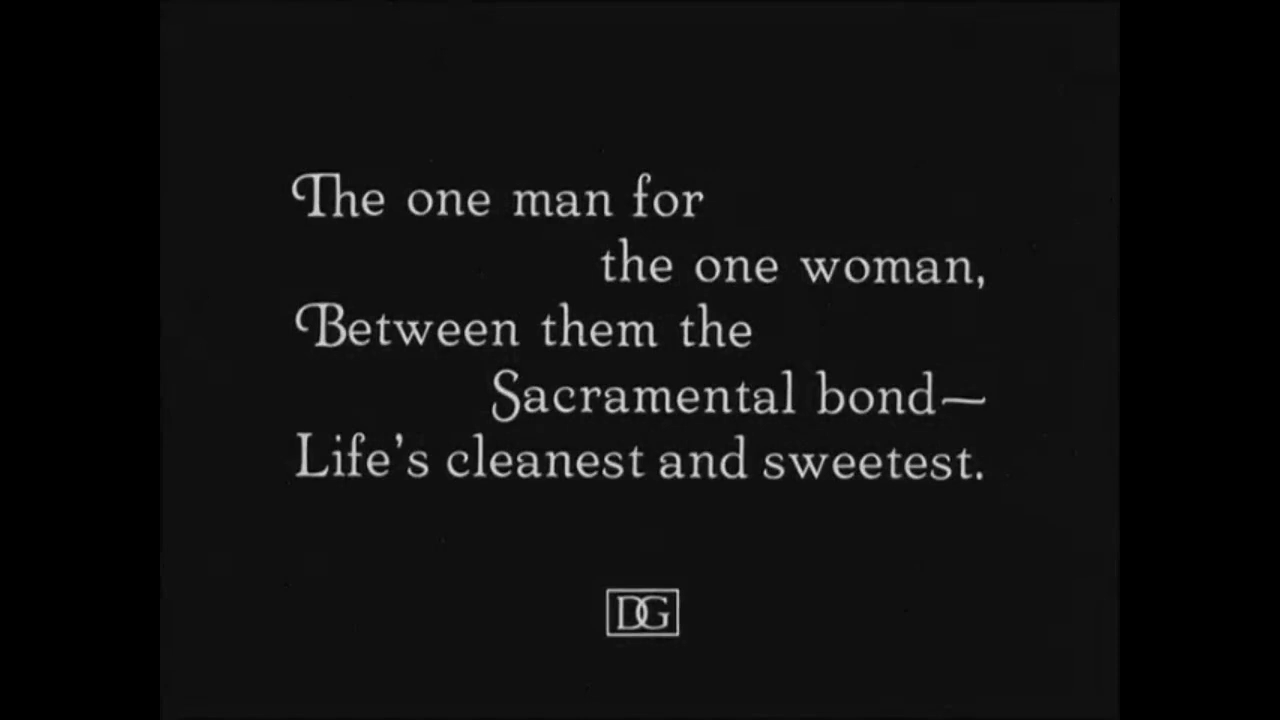 The one man for
the one woman,
Between them the
Sacramental bond—
Life's cleanest and sweetest.
DG